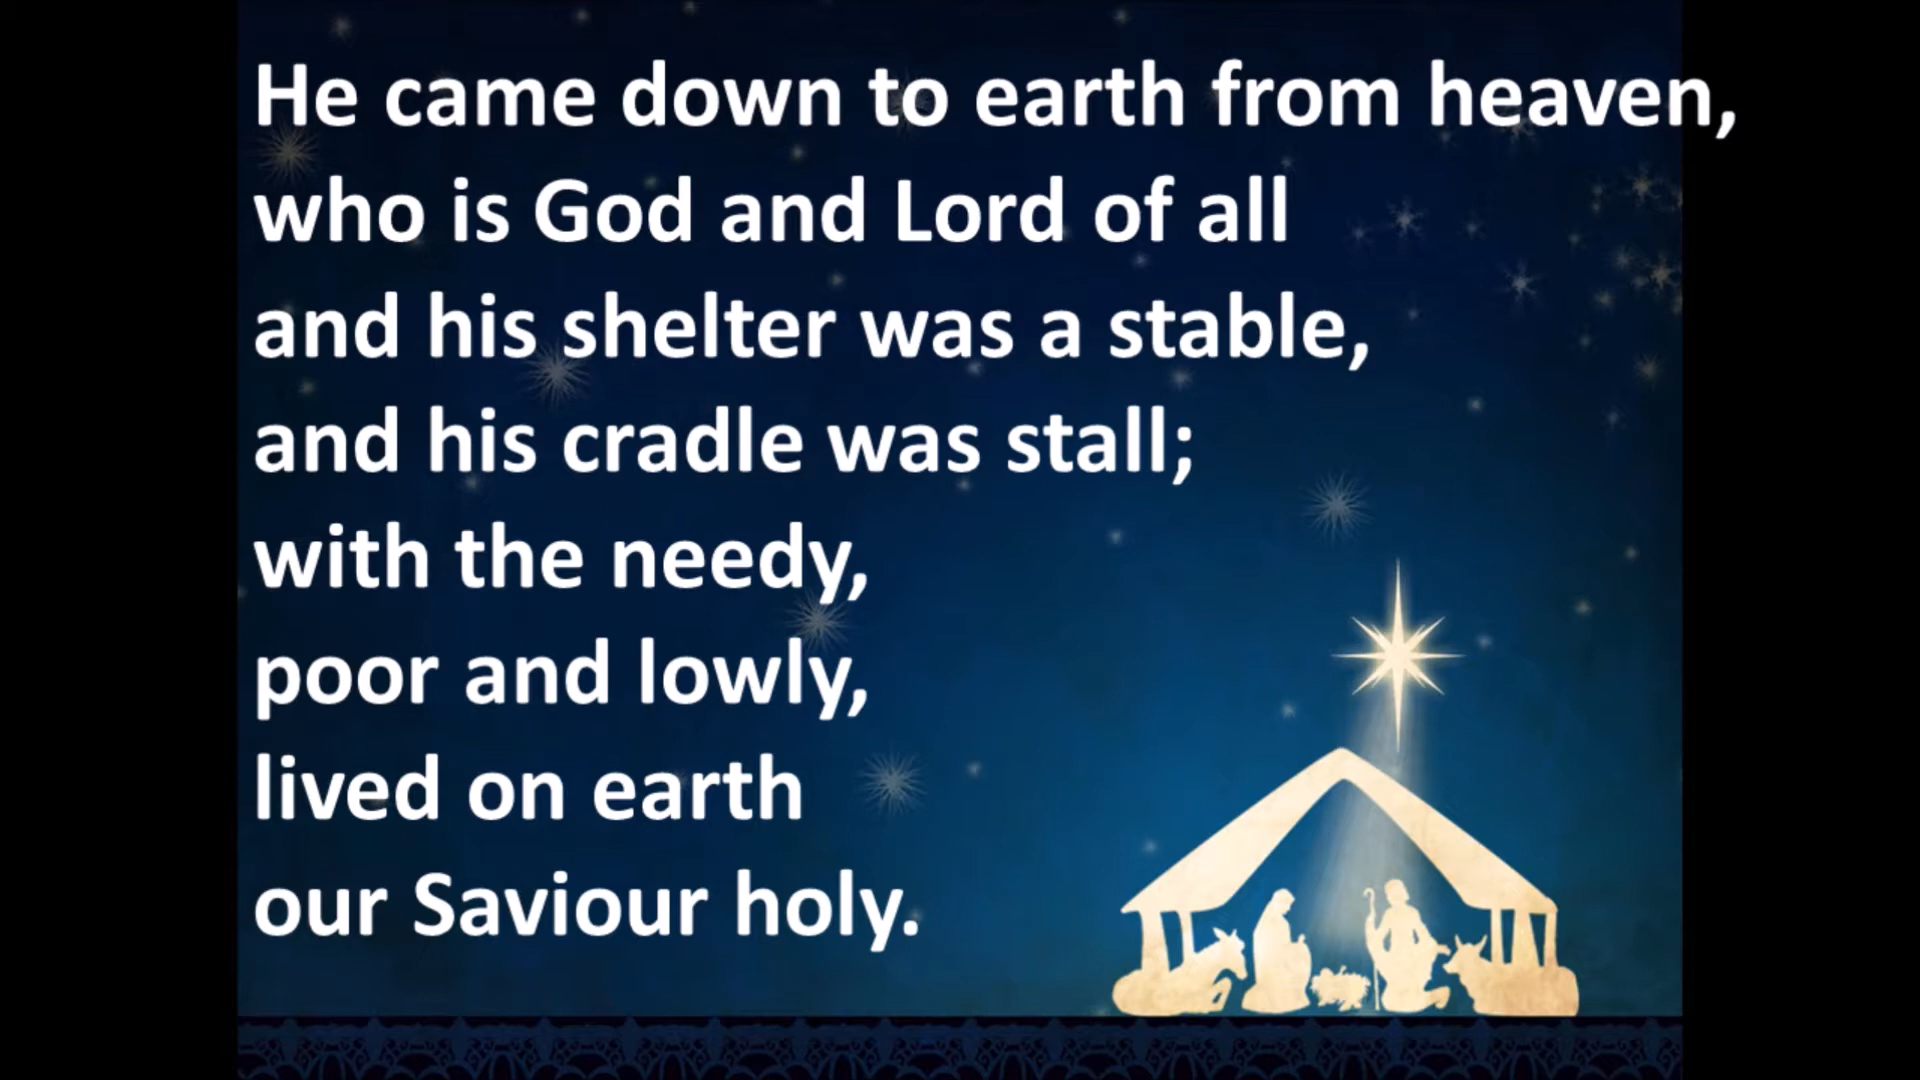 He came down to earth from heaven,
who is God and Lord of all
and his shelter was a stable,
and his cradle was stall;
with the needy,
poor and lowly,
lived on earth
our Saviour holy.